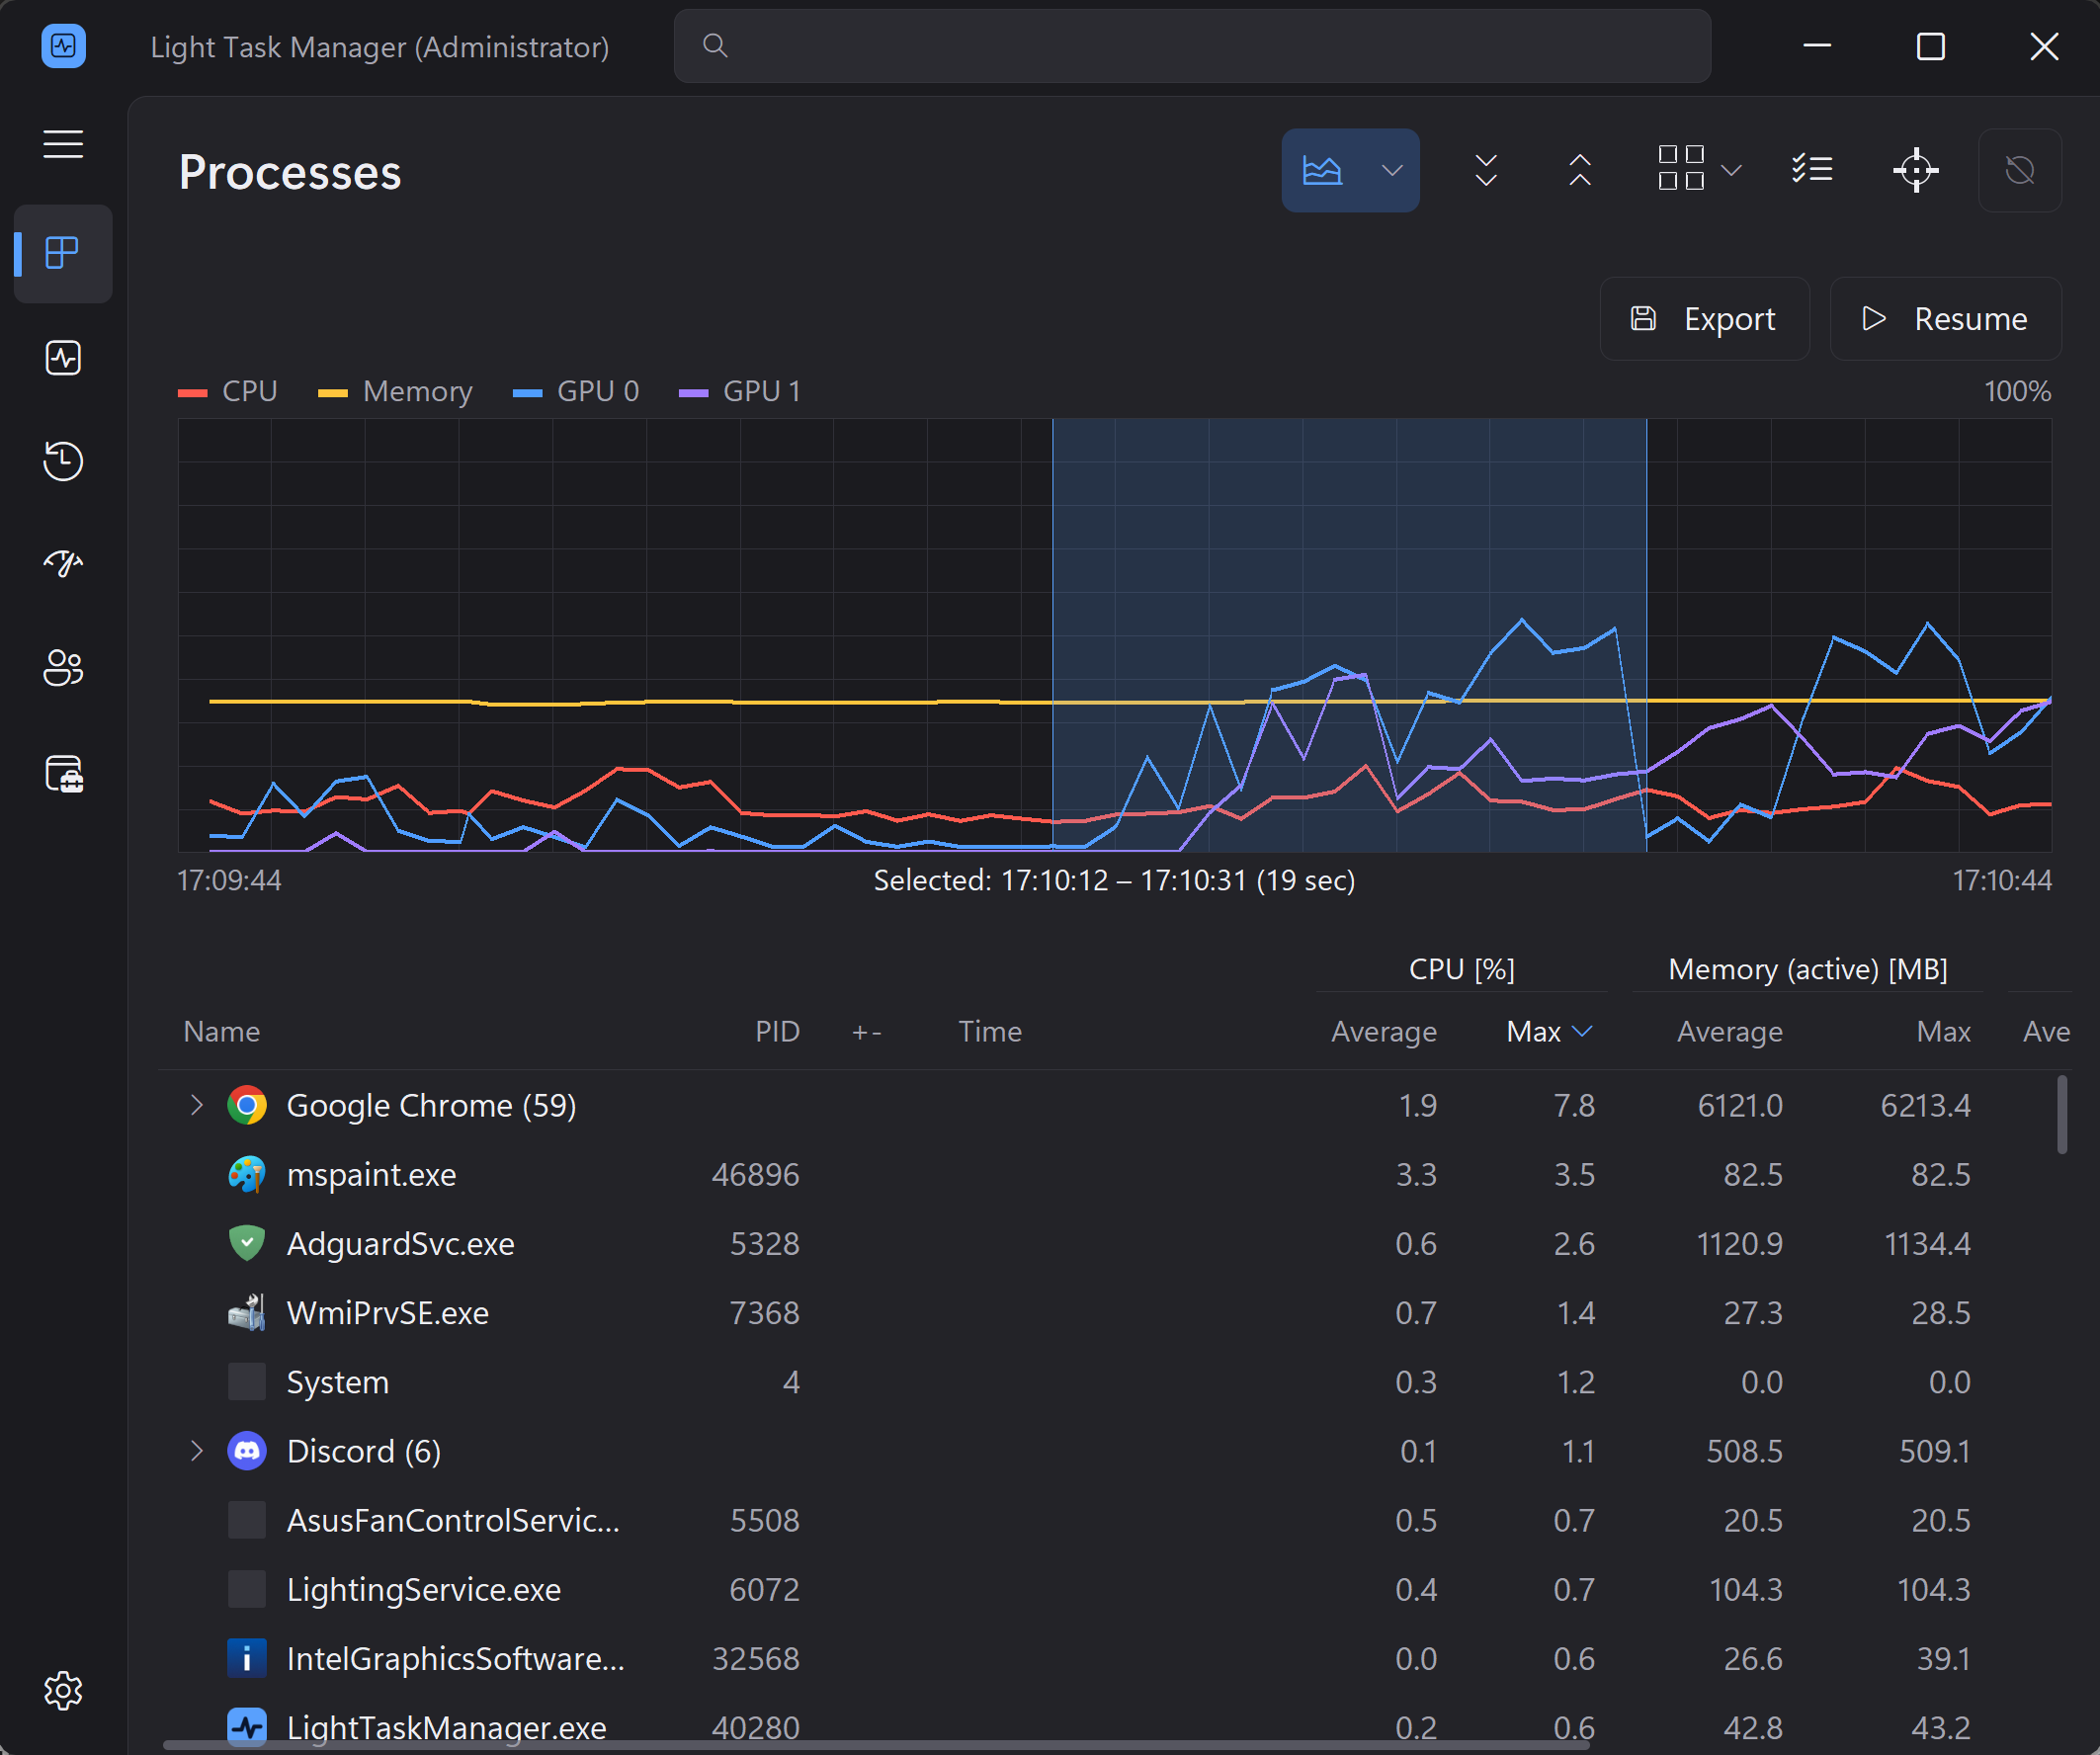 Light Task Manager (Administrator)
Processes
Export
Resume
CPU Memory GPU 0 GPU 1 100%
17:09:44 Selected: 17:10:12 – 17:10:31 (19 sec) 17:10:44
CPU [%] Memory (active) [MB]
Name PID +- Time Average Max Average Max Ave
Google Chrome (59) 1.9 7.8 6121.0 6213.4
mspaint.exe 46896 3.3 3.5 82.5 82.5
AdguardSvc.exe 5328 0.6 2.6 1120.9 1134.4
WmiPrvSE.exe 7368 0.7 1.4 27.3 28.5
System 4 0.3 1.2 0.0 0.0
Discord (6) 0.1 1.1 508.5 509.1
AsusFanControlServic... 5508 0.5 0.7 20.5 20.5
LightingService.exe 6072 0.4 0.7 104.3 104.3
IntelGraphicsSoftware... 32568 0.0 0.6 26.6 39.1
LightTaskManager.exe 40280 0.2 0.6 42.8 43.2